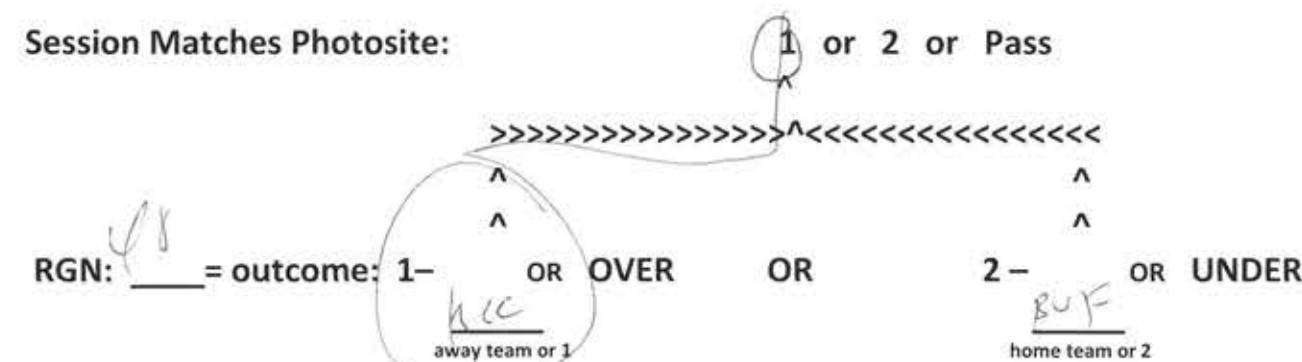 Session Matches Photosite: 1 or 2 or Pass
^
>>>>>>>>>>>>>>>>^<<<<<<<<<<<<<<<<
^ ^
^ ^
RGN: ____= outcome: 1– OR OVER OR 2 – OR UNDER
BUF
away team or 1 home team or 2